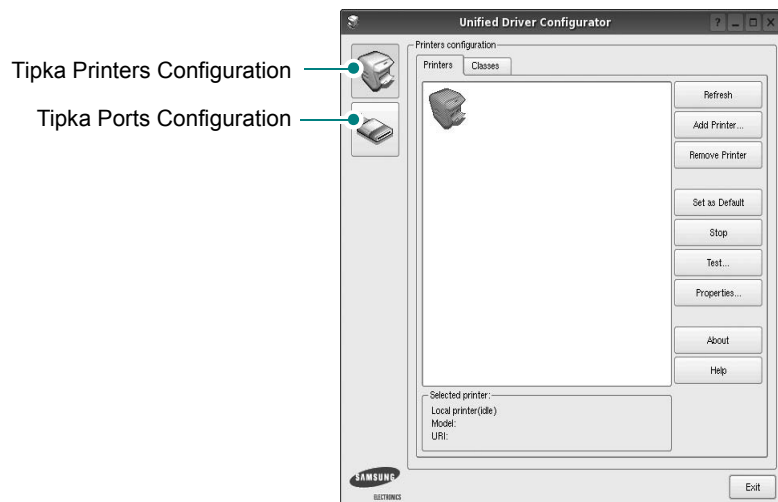 Unified Driver Configurator
Tipka Printers Configuration
Tipka Ports Configuration
Printers configuration
Printers
Classes
Refresh
Add Printer...
Remove Printer
Set as Default
Stop
Test...
Properties...
About
Help
Selected printer:
Local printer(idle)
Model:
URI:
SAMSUNG
ELECTRONICS
Exit